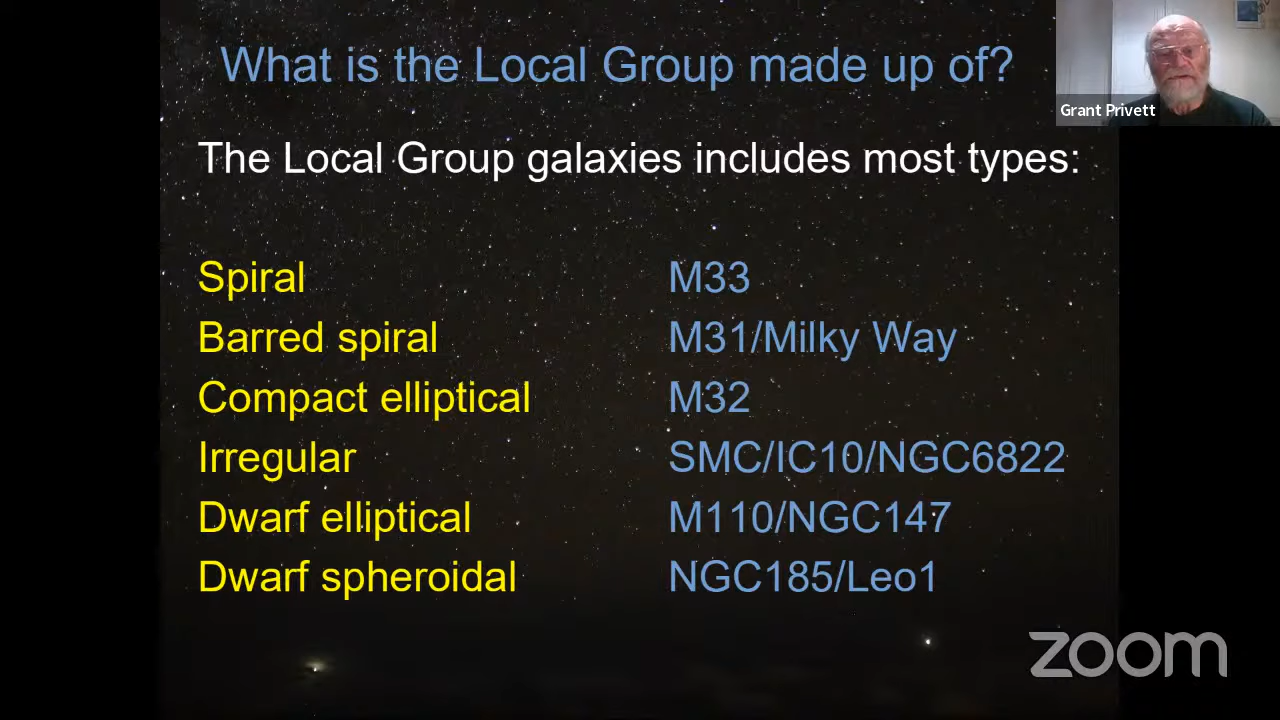 What is the Local Group made up of?
Grant Privett
The Local Group galaxies includes most types:
Spiral M33
Barred spiral M31/Milky Way
Compact elliptical M32
Irregular SMC/IC10/NGC6822
Dwarf elliptical M110/NGC147
Dwarf spheroidal NGC185/Leo1
zoom